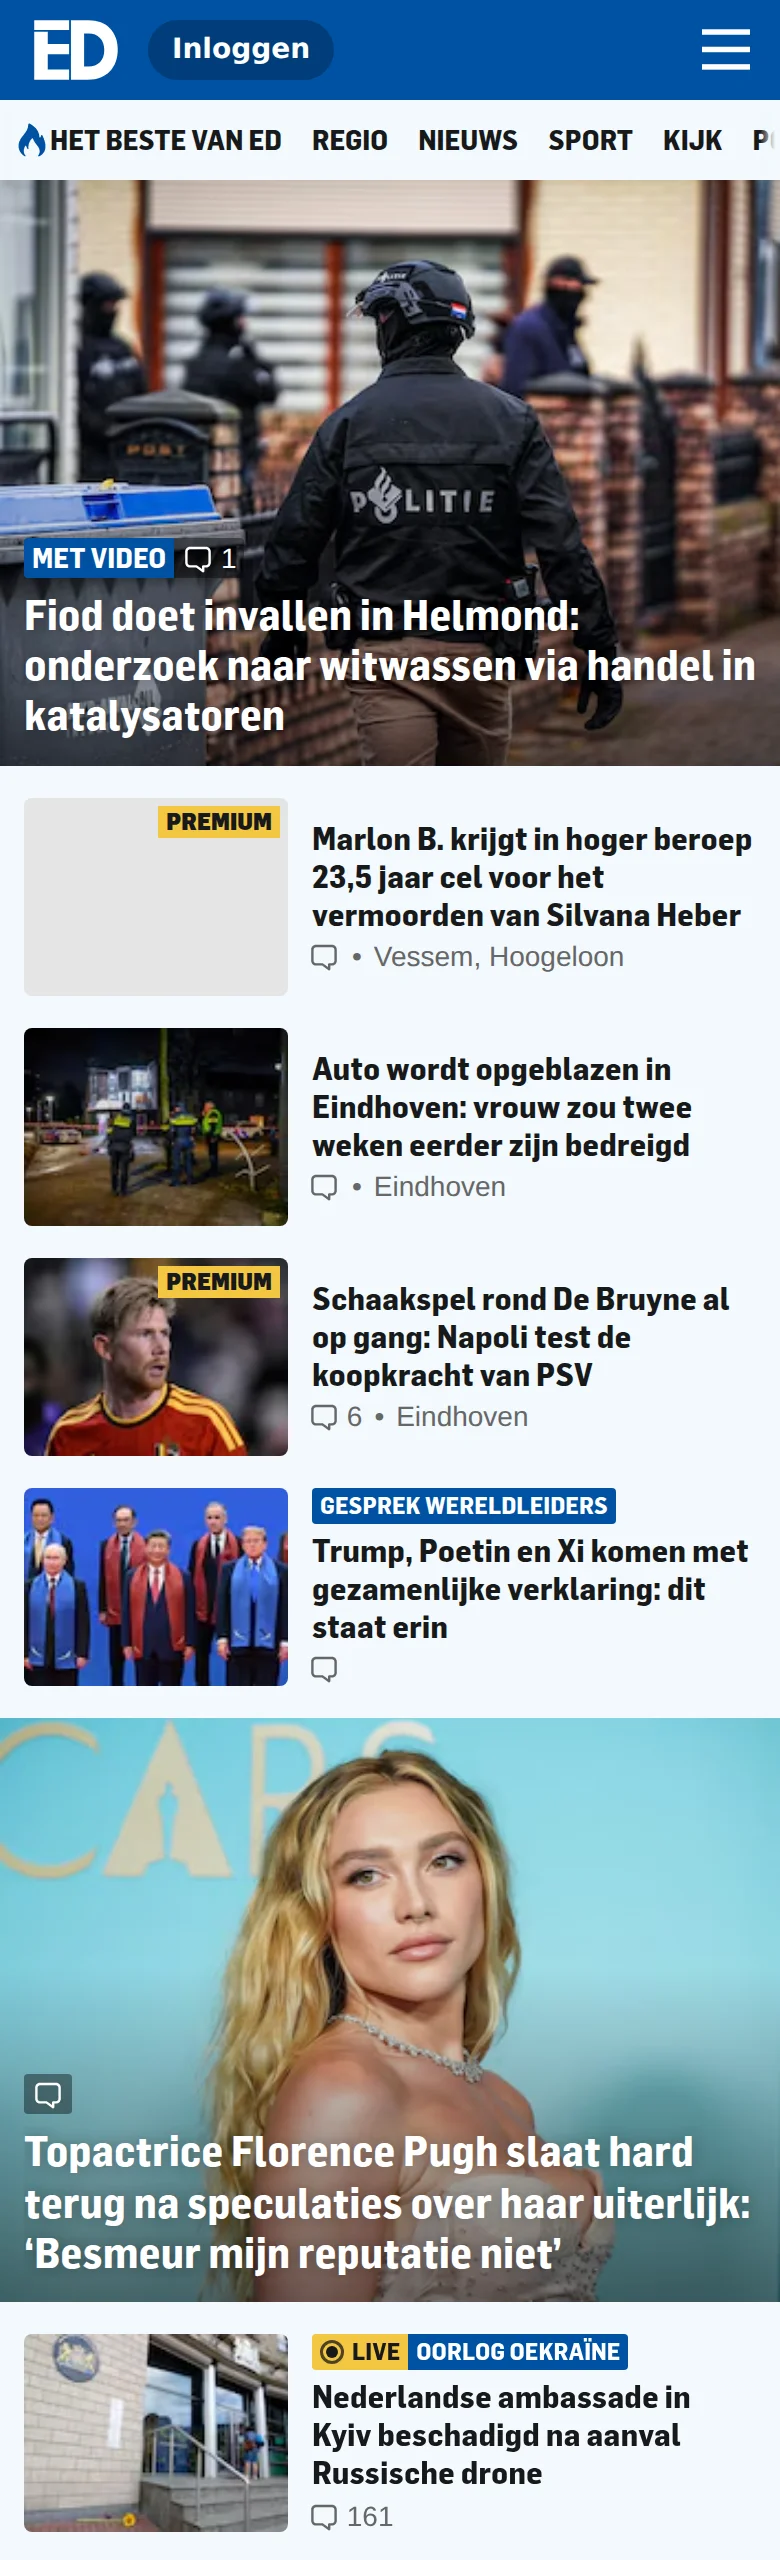 ED
Inloggen
HET BESTE VAN ED REGIO NIEUWS SPORT KIJK
POST
POLITIE
MET VIDEO 1
Fiod doet invallen in Helmond:
onderzoek naar witwassen via handel in
katalysatoren
PREMIUM
Marlon B. krijgt in hoger beroep
23,5 jaar cel voor het
vermoorden van Silvana Heber
• Vessem, Hoogeloon
Auto wordt opgeblazen in
Eindhoven: vrouw zou twee
weken eerder zijn bedreigd
• Eindhoven
PREMIUM
Schaakspel rond De Bruyne al
op gang: Napoli test de
koopkracht van PSV
6 • Eindhoven
GESPREK WERELDLEIDERS
Trump, Poetin en Xi komen met
gezamenlijke verklaring: dit
staat erin
CARS
Topactrice Florence Pugh slaat hard
terug na speculaties over haar uiterlijk:
‘Besmeur mijn reputatie niet’
LIVE OORLOG OEKRAÏNE
Nederlandse ambassade in
Kyiv beschadigd na aanval
Russische drone
161